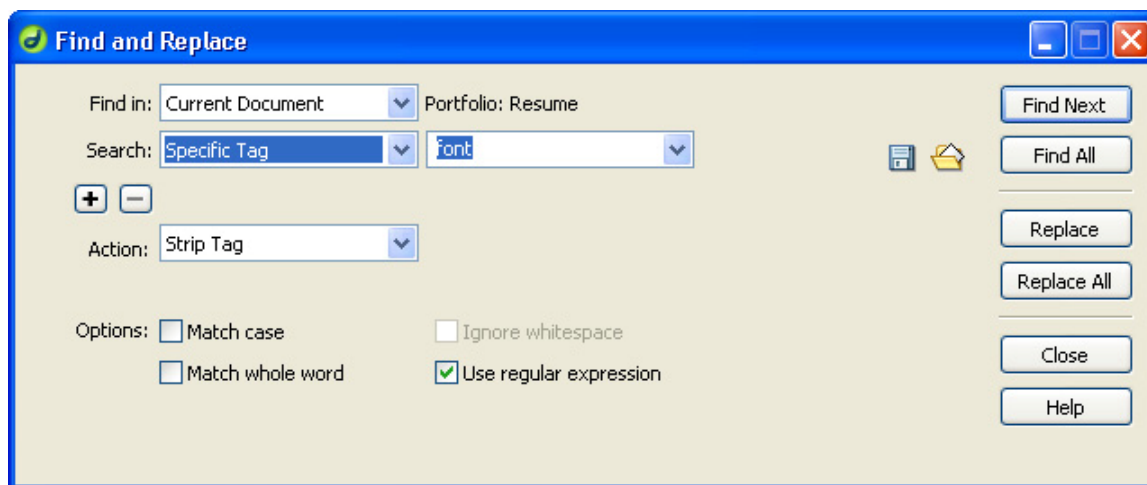 Find and Replace
Find in: Current Document Portfolio: Resume Find Next
Search: Specific Tag font Find All
Action: Strip Tag Replace
Replace All
Options: Match case Ignore whitespace
Match whole word Use regular expression
Close
Help